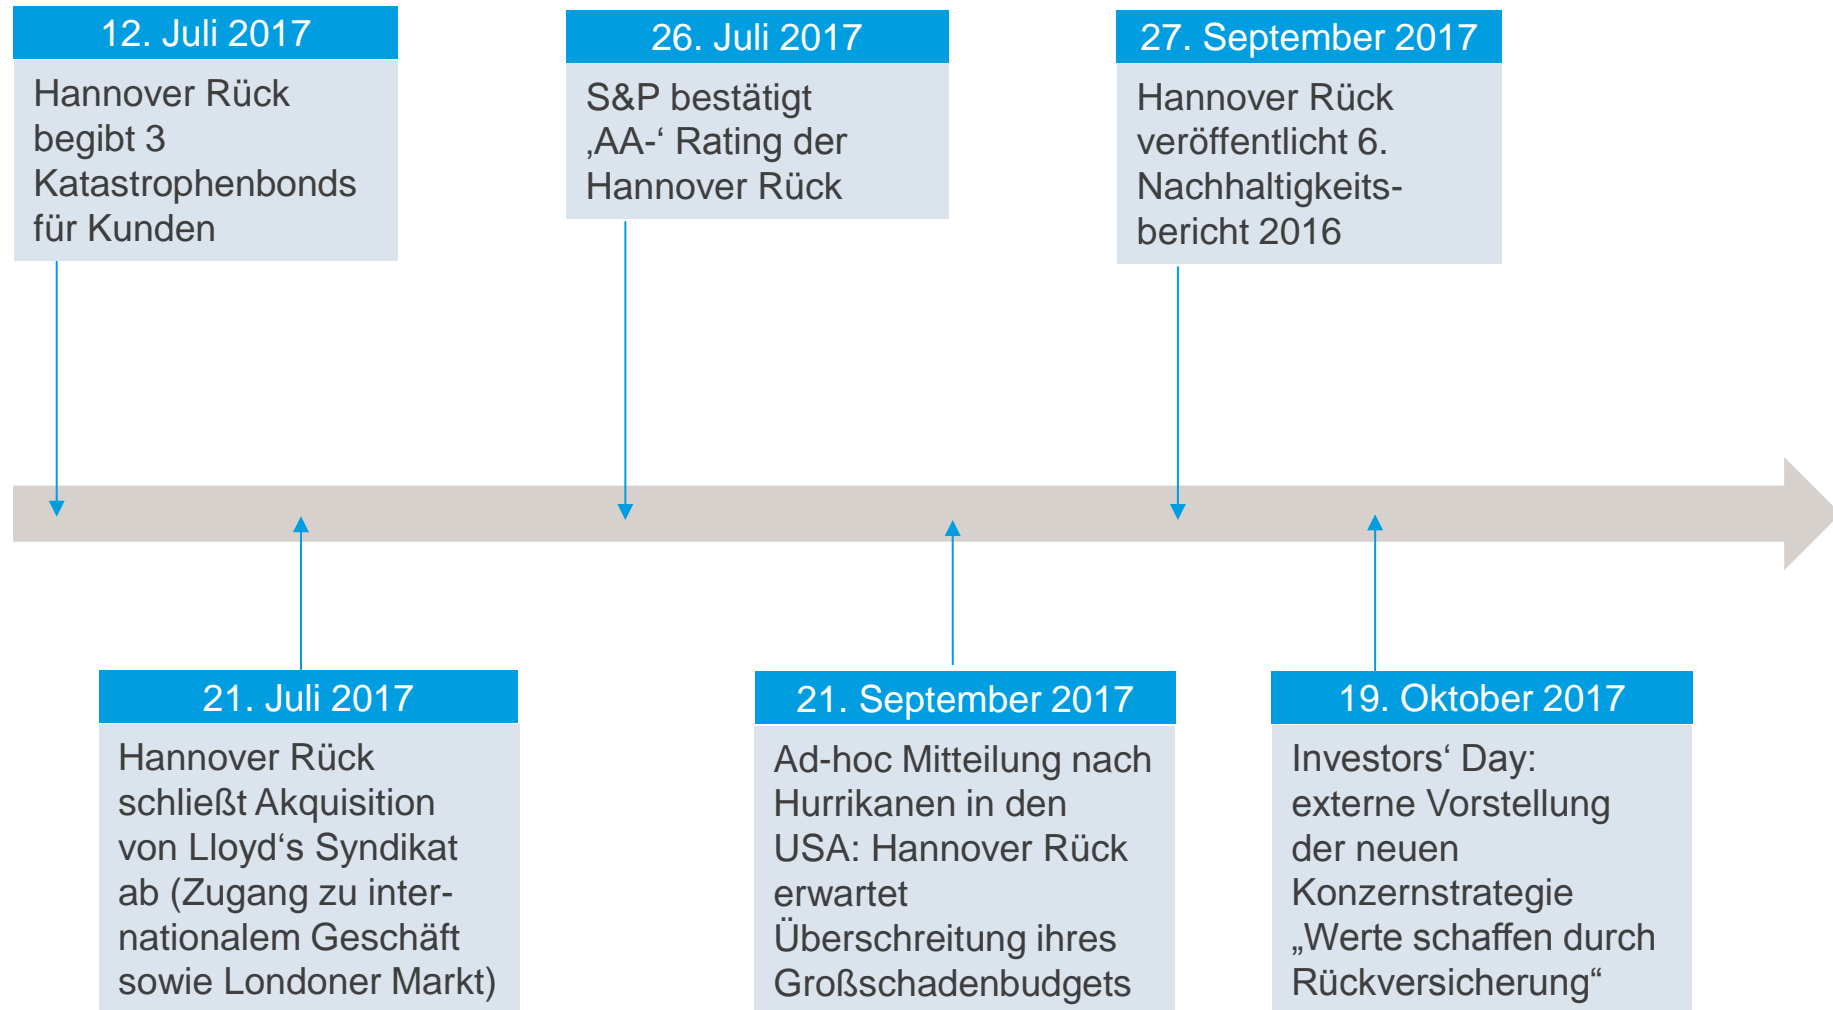 12. Juli 2017
Hannover Rück
begibt 3
Katastrophenbonds
für Kunden
26. Juli 2017
S&P bestätigt
‚AA-‘ Rating der
Hannover Rück
27. September 2017
Hannover Rück
veröffentlicht 6.
Nachhaltigkeits-
bericht 2016
21. Juli 2017
Hannover Rück
schließt Akquisition
von Lloyd‘s Syndikat
ab (Zugang zu inter-
nationalem Geschäft
sowie Londoner Markt)
21. September 2017
Ad-hoc Mitteilung nach
Hurrikanen in den
USA: Hannover Rück
erwartet
Überschreitung ihres
Großschadenbudgets
19. Oktober 2017
Investors‘ Day:
externe Vorstellung
der neuen
Konzernstrategie
„Werte schaffen durch
Rückversicherung“